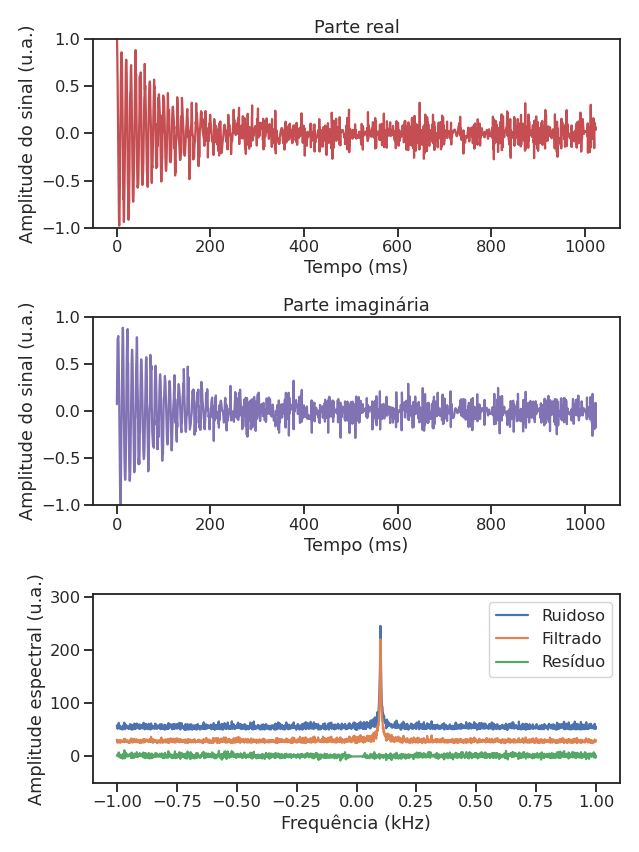 Parte real
Amplitude do sinal (u.a.)
1.0
0.5
0.0
−0.5
−1.0
0 200 400 600 800 1000
Tempo (ms)
Parte imaginária
Amplitude do sinal (u.a.)
1.0
0.5
0.0
−0.5
−1.0
0 200 400 600 800 1000
Tempo (ms)
Amplitude espectral (u.a.)
300
200
100
0
Ruidoso
Filtrado
Resíduo
−1.00 −0.75 −0.50 −0.25 0.00 0.25 0.50 0.75 1.00
Frequência (kHz)